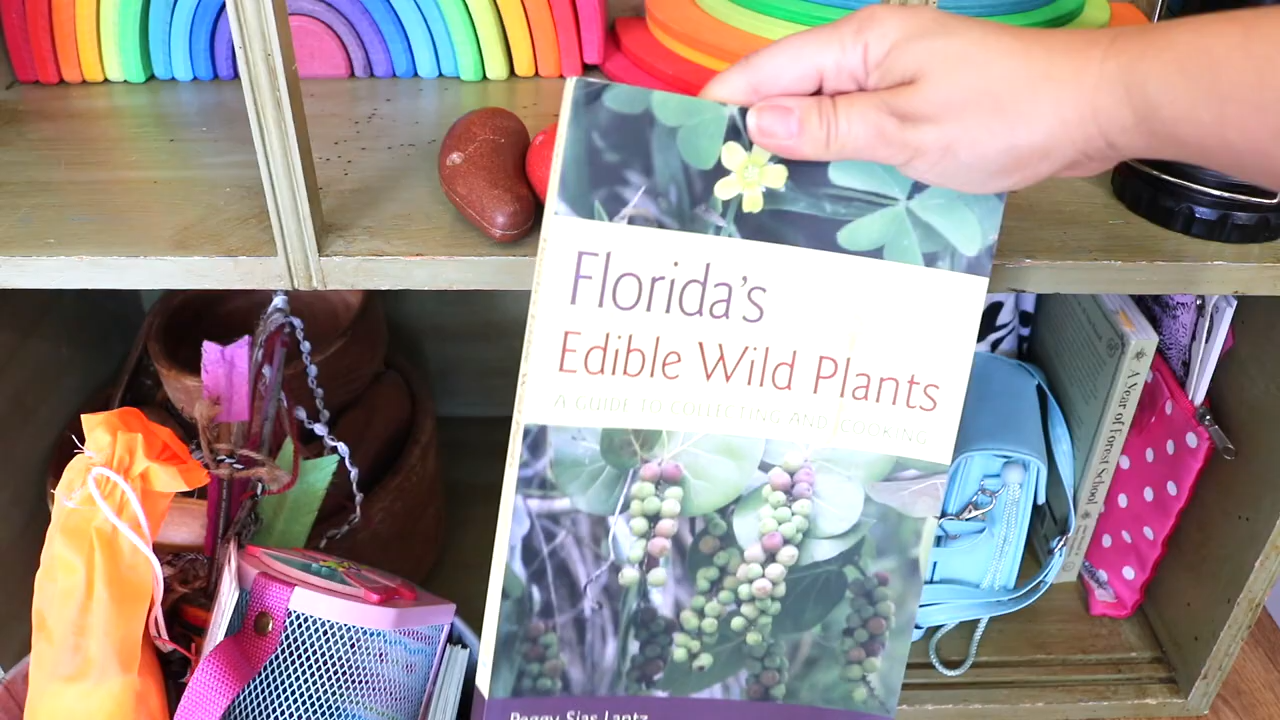 Florida's
Edible Wild Plants
A GUIDE TO COLLECTING AND COOKING
Peggy Sias Lantz
A Year of Forest School